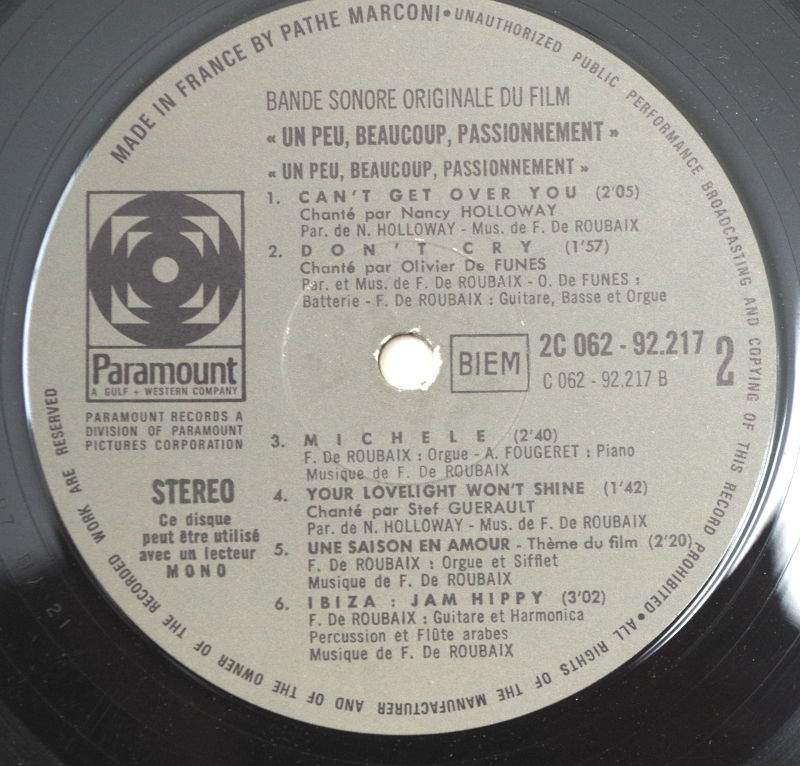 MADE IN FRANCE BY PATHE MARCONI • UNAUTHORIZED PUBLIC PERFORMANCE BROADCASTING AND COPYING OF THIS RECORD PROHIBITED • ALL RIGHTS OF THE MANUFACTURER AND OF THE OWNER OF THE RECORDED WORK ARE RESERVED
BANDE SONORE ORIGINALE DU FILM
« UN PEU, BEAUCOUP, PASSIONNEMENT »
« UN PEU, BEAUCOUP, PASSIONNEMENT »
1. CAN'T GET OVER YOU (2'05)
Chanté par Nancy HOLLOWAY
Par. de N. HOLLOWAY - Mus. de F. De ROUBAIX
2. DON'T CRY (1'57)
Chanté par Olivier De FUNES
Par. et Mus. de F. De ROUBAIX - O. De FUNES :
Batterie - F. De ROUBAIX : Guitare, Basse et Orgue
Paramount
A GULF + WESTERN COMPANY
PARAMOUNT RECORDS A
DIVISION OF PARAMOUNT
PICTURES CORPORATION
STEREO
Ce disque
peut être utilisé
avec un lecteur
MONO
BIEM
2C 062 - 92.217
C 062 - 92.217 B
2
3. MICHELE (2'40)
F. De ROUBAIX : Orgue - A. FOUGERET : Piano
Musique de F. De ROUBAIX
4. YOUR LOVELIGHT WON'T SHINE (1'42)
Chanté par Stef GUERAULT
Par. de N. HOLLOWAY - Mus. de F. De ROUBAIX
5. UNE SAISON EN AMOUR - Thème du film (2'20)
F. De ROUBAIX : Orgue et Sifflet
Musique de F. De ROUBAIX
6. IBIZA : JAM HIPPY (3'02)
F. De ROUBAIX : Guitare et Harmonica
Percussion et Flûte arabes
Musique de F. De ROUBAIX